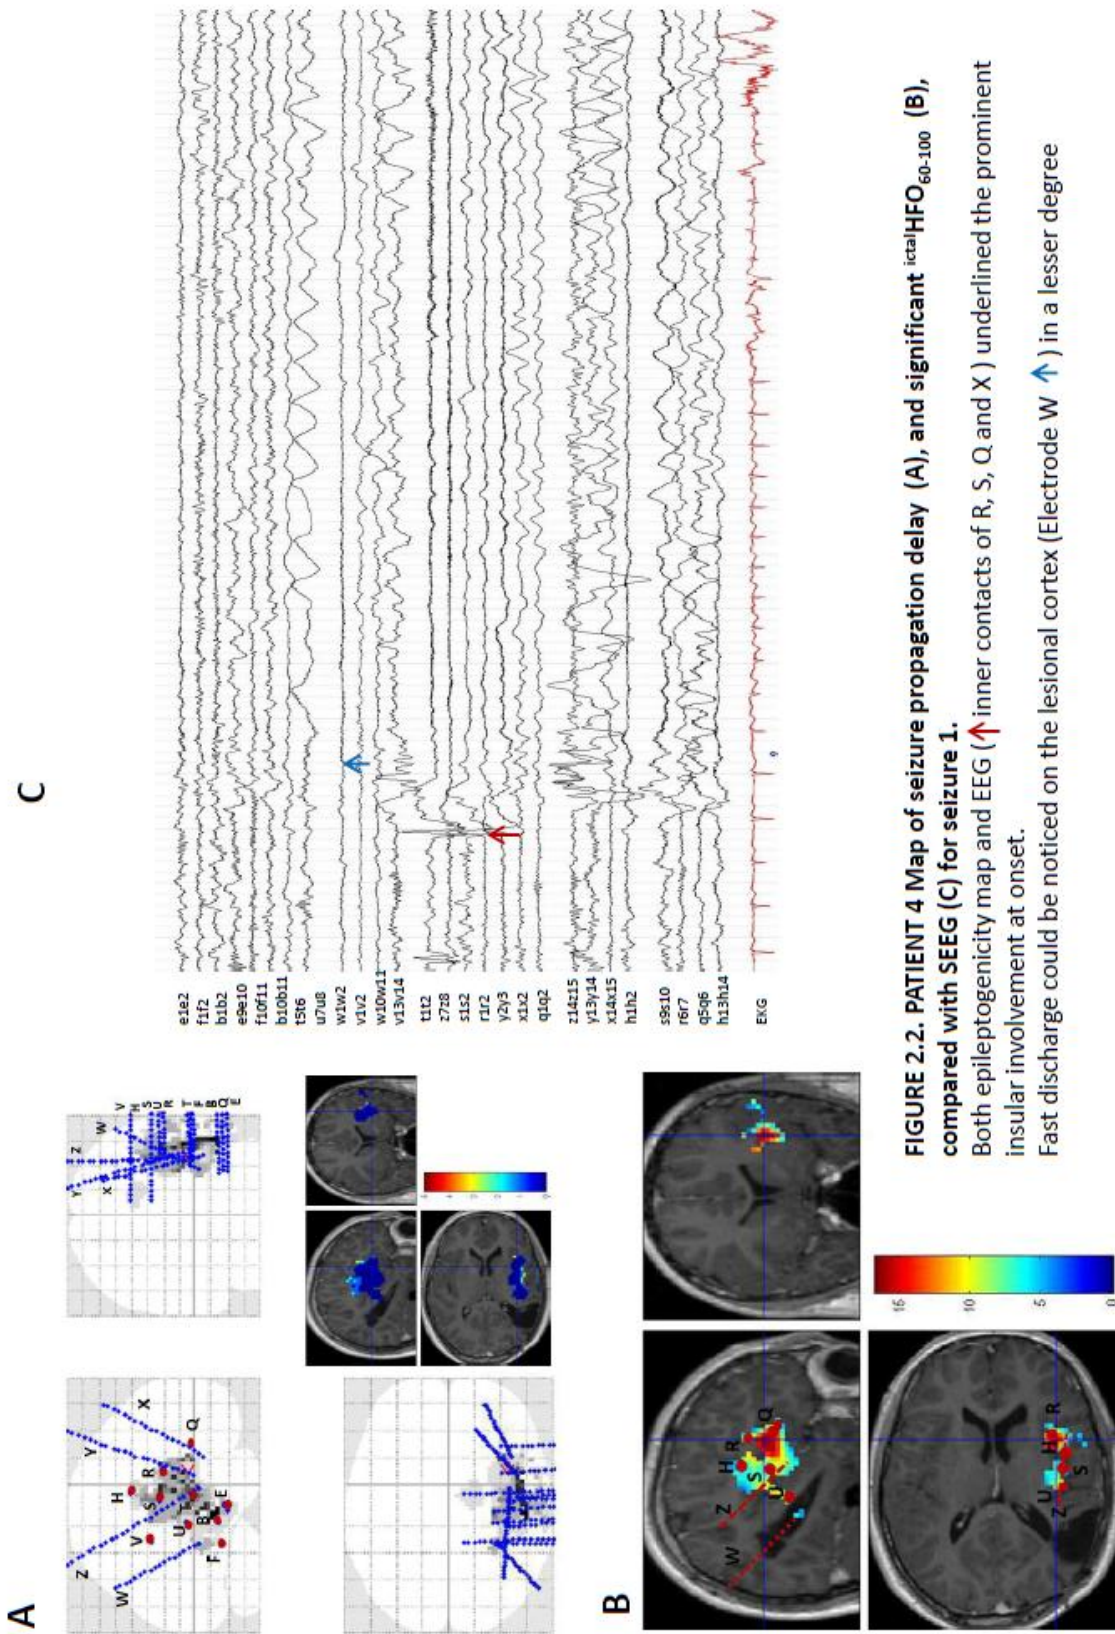 A
Z
Y
X
W
V
H
S
R
Q
U
T
B
E
F
Y
X
Z
W
V
H
S
U
R
T
F
B
Q
E
B
W
Z
H
R
S
Q
U
U
H
R
Z
S
15
10
5
0
C
e1e2
f1f2
b1b2
e9e10
f10f11
b10b11
t5t6
u7u8
w1w2
v1v2
w10w11
v13v14
t1t2
z7z8
s1s2
r1r2
y2y3
x1x2
q1q2
z14z15
y13y14
x14x15
h1h2
s9s10
r6r7
q5q6
h13h14
EKG
FIGURE 2.2. PATIENT 4 Map of seizure propagation delay (A), and significant ictalHFO60-100 (B),
compared with SEEG (C) for seizure 1.
Both epileptogenicity map and EEG (↑ inner contacts of R, S, Q and X ) underlined the prominent
insular involvement at onset.
Fast discharge could be noticed on the lesional cortex (Electrode W ↑) in a lesser degree